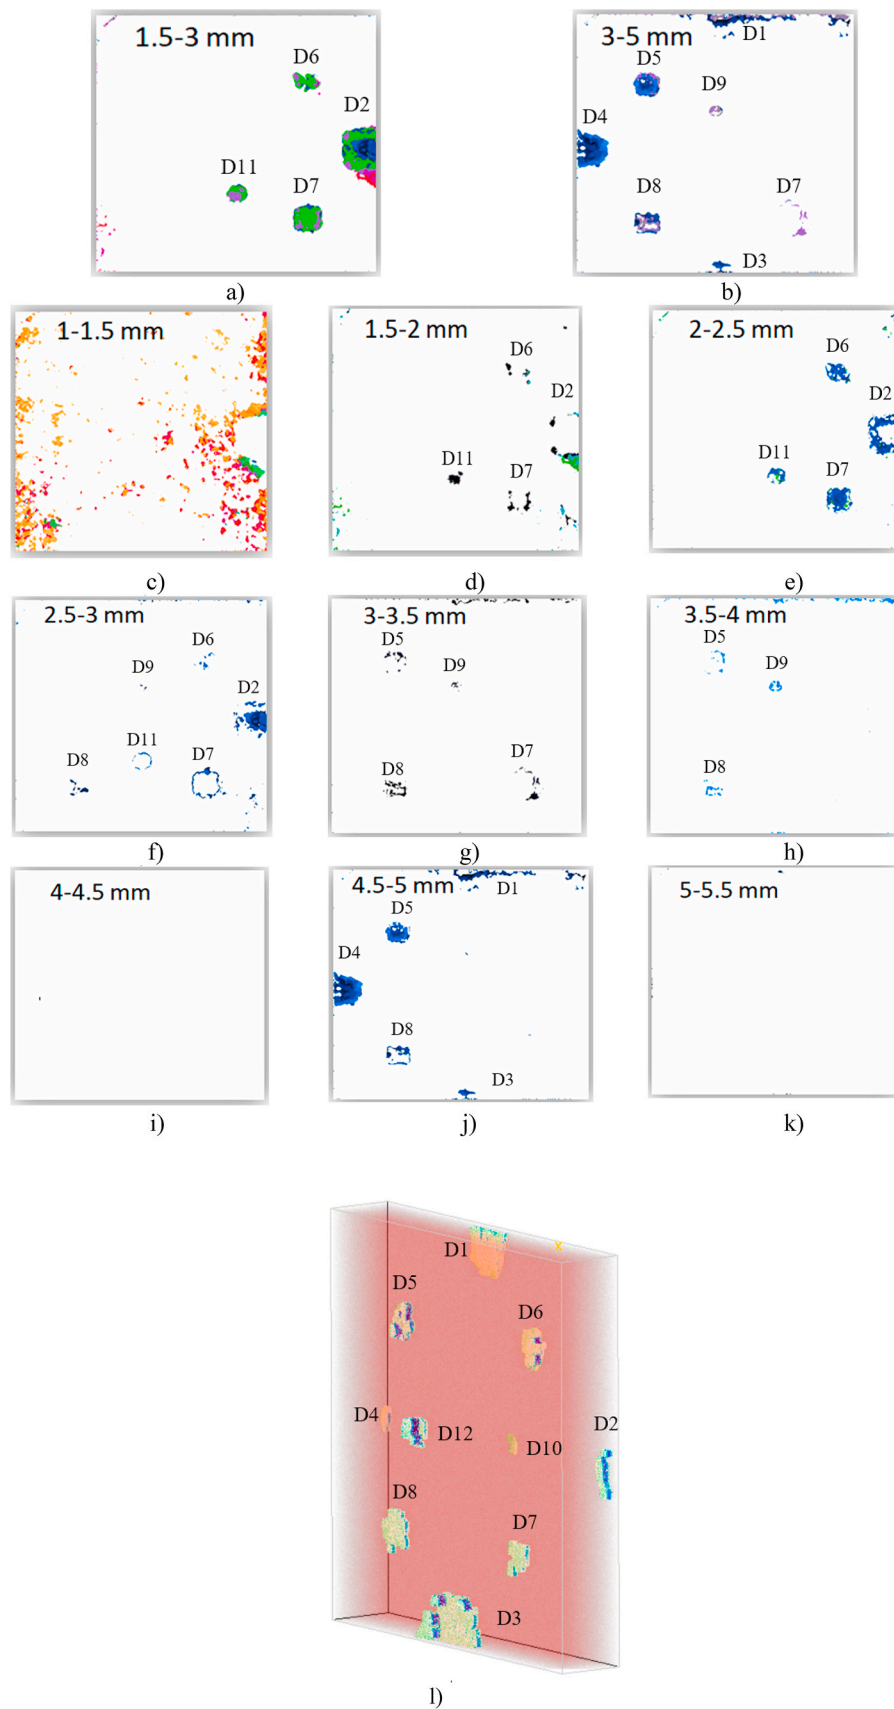 1.5-3 mm
D6
D2
D11
D7
a)
3-5 mm
D1
D5
D9
D4
D8
D7
D3
b)
1-1.5 mm
c)
1.5-2 mm
D6
D2
D11
D7
d)
2-2.5 mm
D6
D2
D11
D7
e)
2.5-3 mm
D6
D9
D2
D11
D8
D7
f)
3-3.5 mm
D5
D9
D7
D8
g)
3.5-4 mm
D5
D9
D8
h)
4-4.5 mm
i)
4.5-5 mm
D1
D5
D4
D8
D3
j)
5-5.5 mm
k)
X
D1
D5
D6
D4
D12
D10
D2
D8
D7
D3
l)